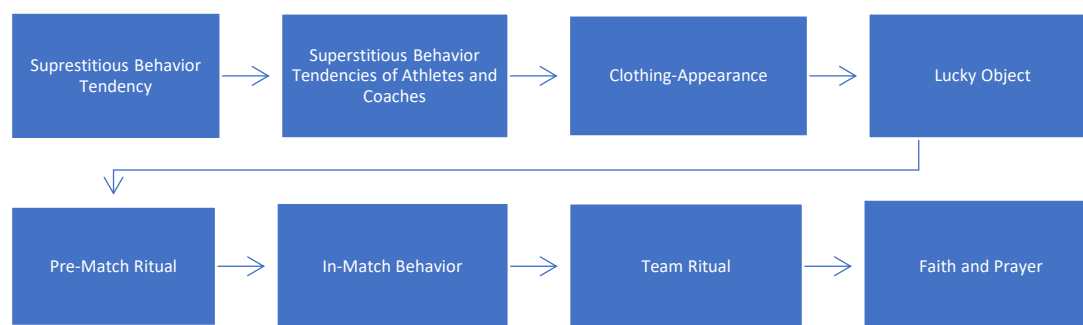 Suprestitious Behavior
Tendency
Superstitious Behavior
Tendencies of Athletes and
Coaches
Clothing-Appearance
Lucky Object
Pre-Match Ritual
In-Match Behavior
Team Ritual
Faith and Prayer